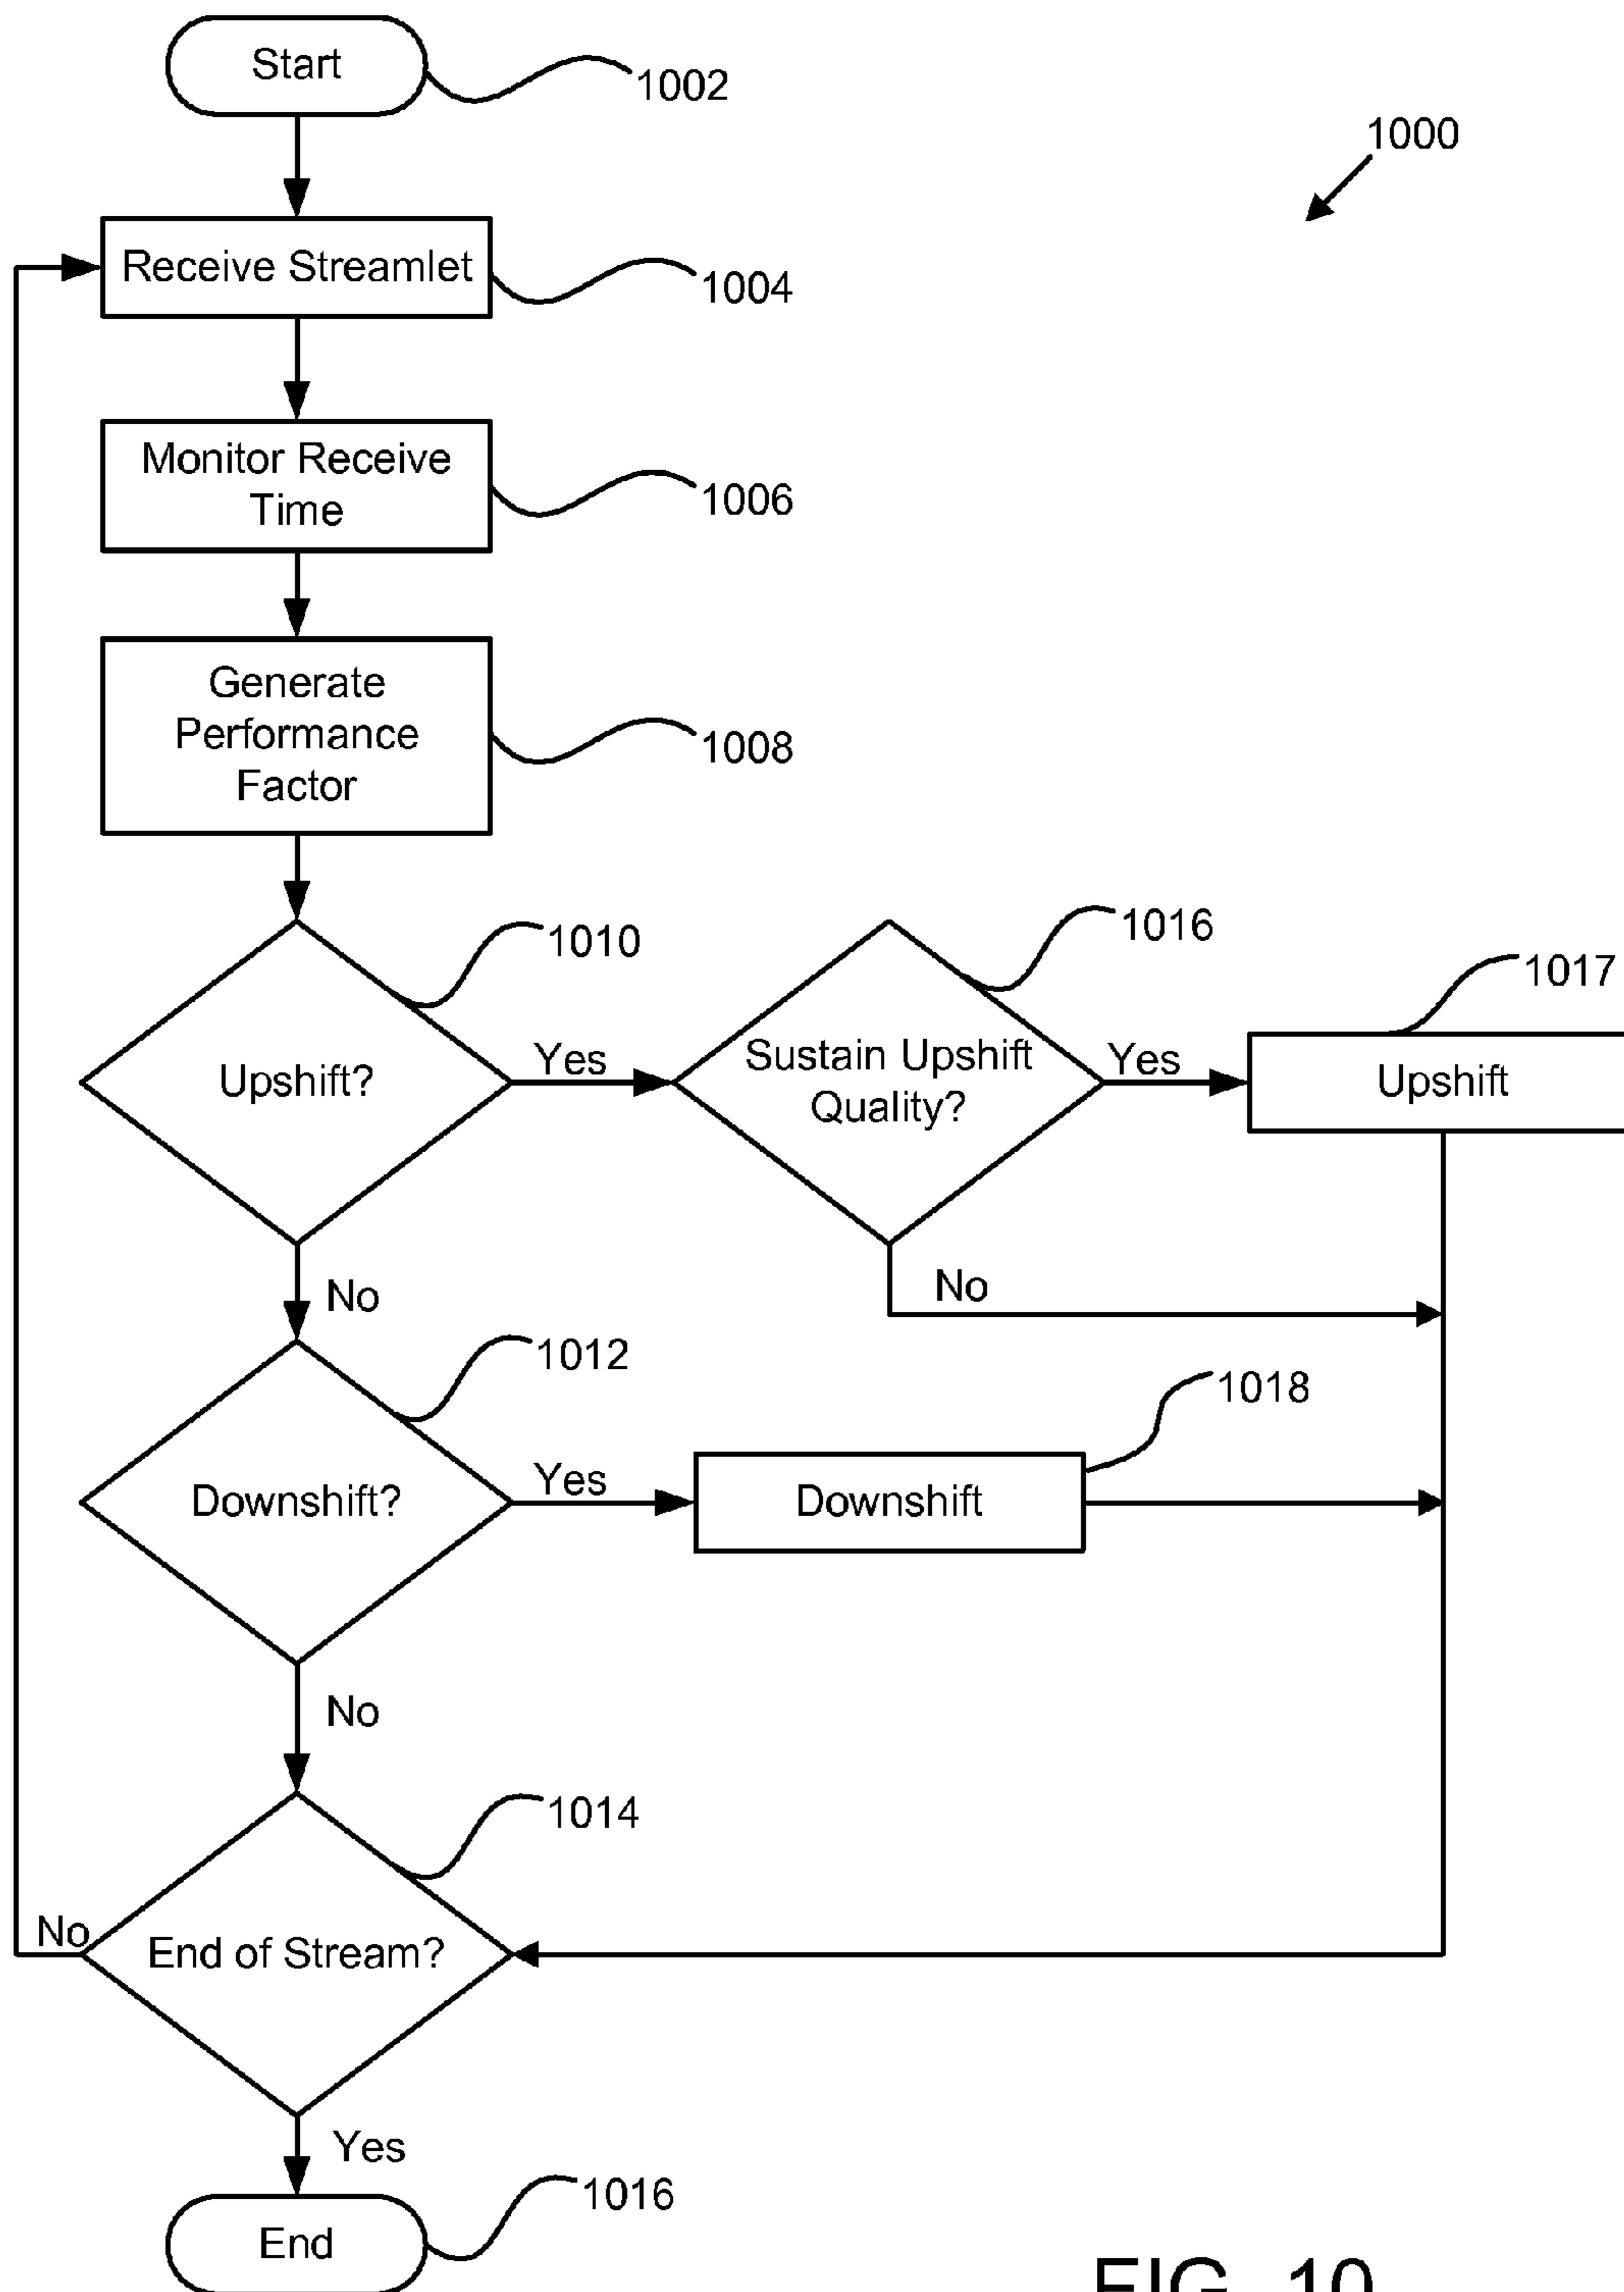 Start
1002
1000
Receive Streamlet
1004
Monitor Receive
Time
1006
Generate
Performance
Factor
1008
1010
1016
1017
Upshift?
Yes
Sustain Upshift
Quality?
Yes
Upshift
No
No
1012
1018
Downshift?
Yes
Downshift
No
1014
No
End of Stream?
Yes
1016
End
FIG. 10